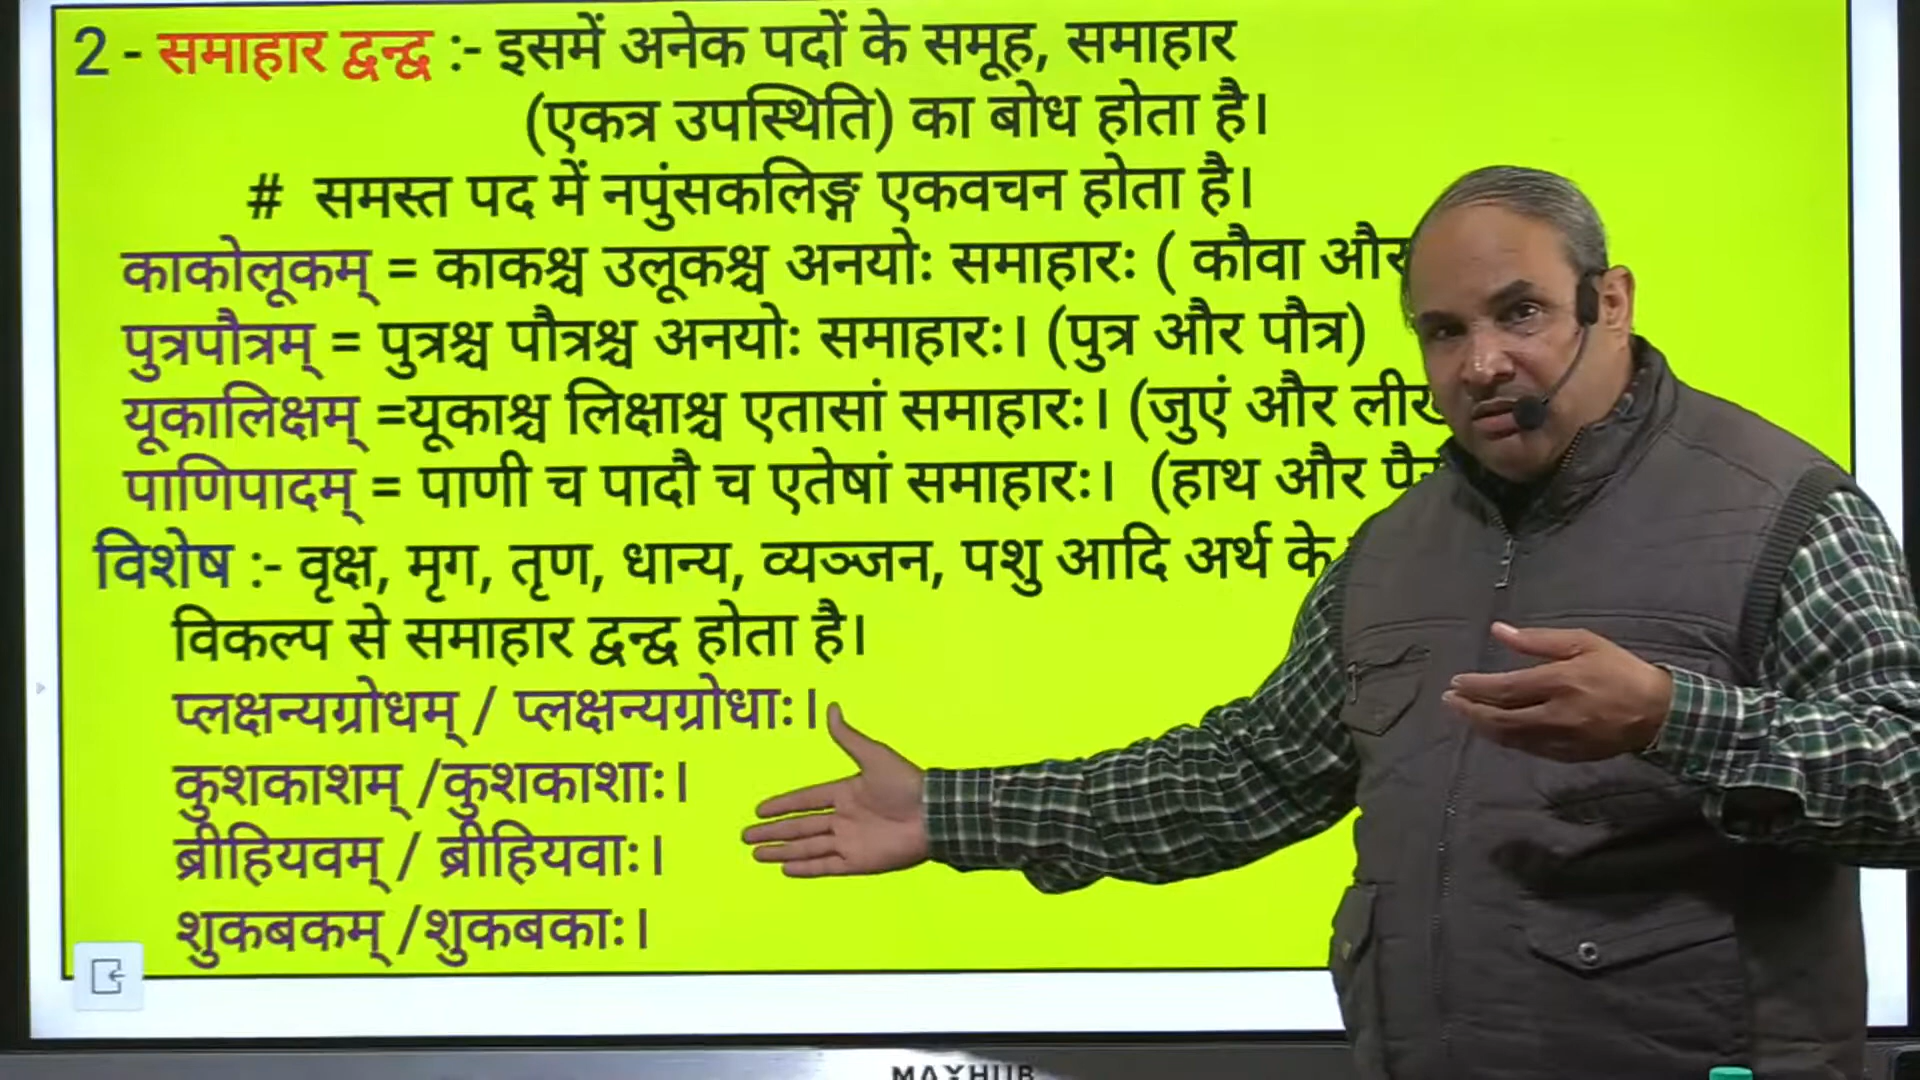 2 - समाहार द्वन्द्व :- इसमें अनेक पदों के समूह, समाहार
(एकत्र उपस्थिति) का बोध होता है।
# समस्त पद में नपुंसकलिङ्ग एकवचन होता है।
काकोलूकम् = काकश्च उलूकश्च अनयोः समाहारः ( कौवा और
पुत्रपौत्रम् = पुत्रश्च पौत्रश्च अनयोः समाहारः। (पुत्र और पौत्र)
यूकालिक्षम् =यूकाश्च लिक्षाश्च एतासां समाहारः। (जुएं और
पाणिपादम् = पाणी च पादौ च एतेषां समाहारः। (हाथ और
विशेष :- वृक्ष, मृग, तृण, धान्य, व्यञ्जन, पशु आदि अर्थ के
विकल्प से समाहार द्वन्द्व होता है।
प्लक्षन्यग्रोधम् / प्लक्षन्यग्रोधाः।
कुशकाशम् /कुशकाशाः।
ब्रीहियवम् / ब्रीहियवाः।
शुकबकम् /शुकबकाः।
MAXHUB